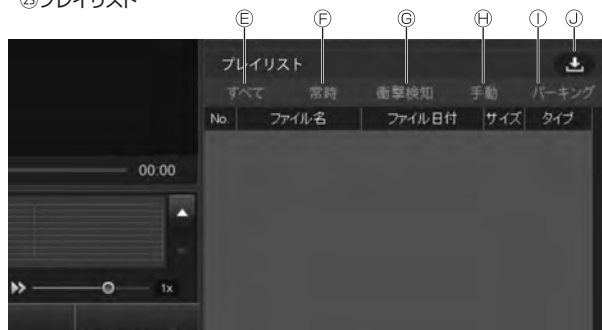 ㉓プレイリスト
Ⓔ Ⓕ Ⓖ Ⓗ Ⓘ Ⓙ
プレイリスト
すべて 常時 衝撃検知 手動 パーキング
No. ファイル名 ファイル日付 サイズ タイプ
00:00
1x